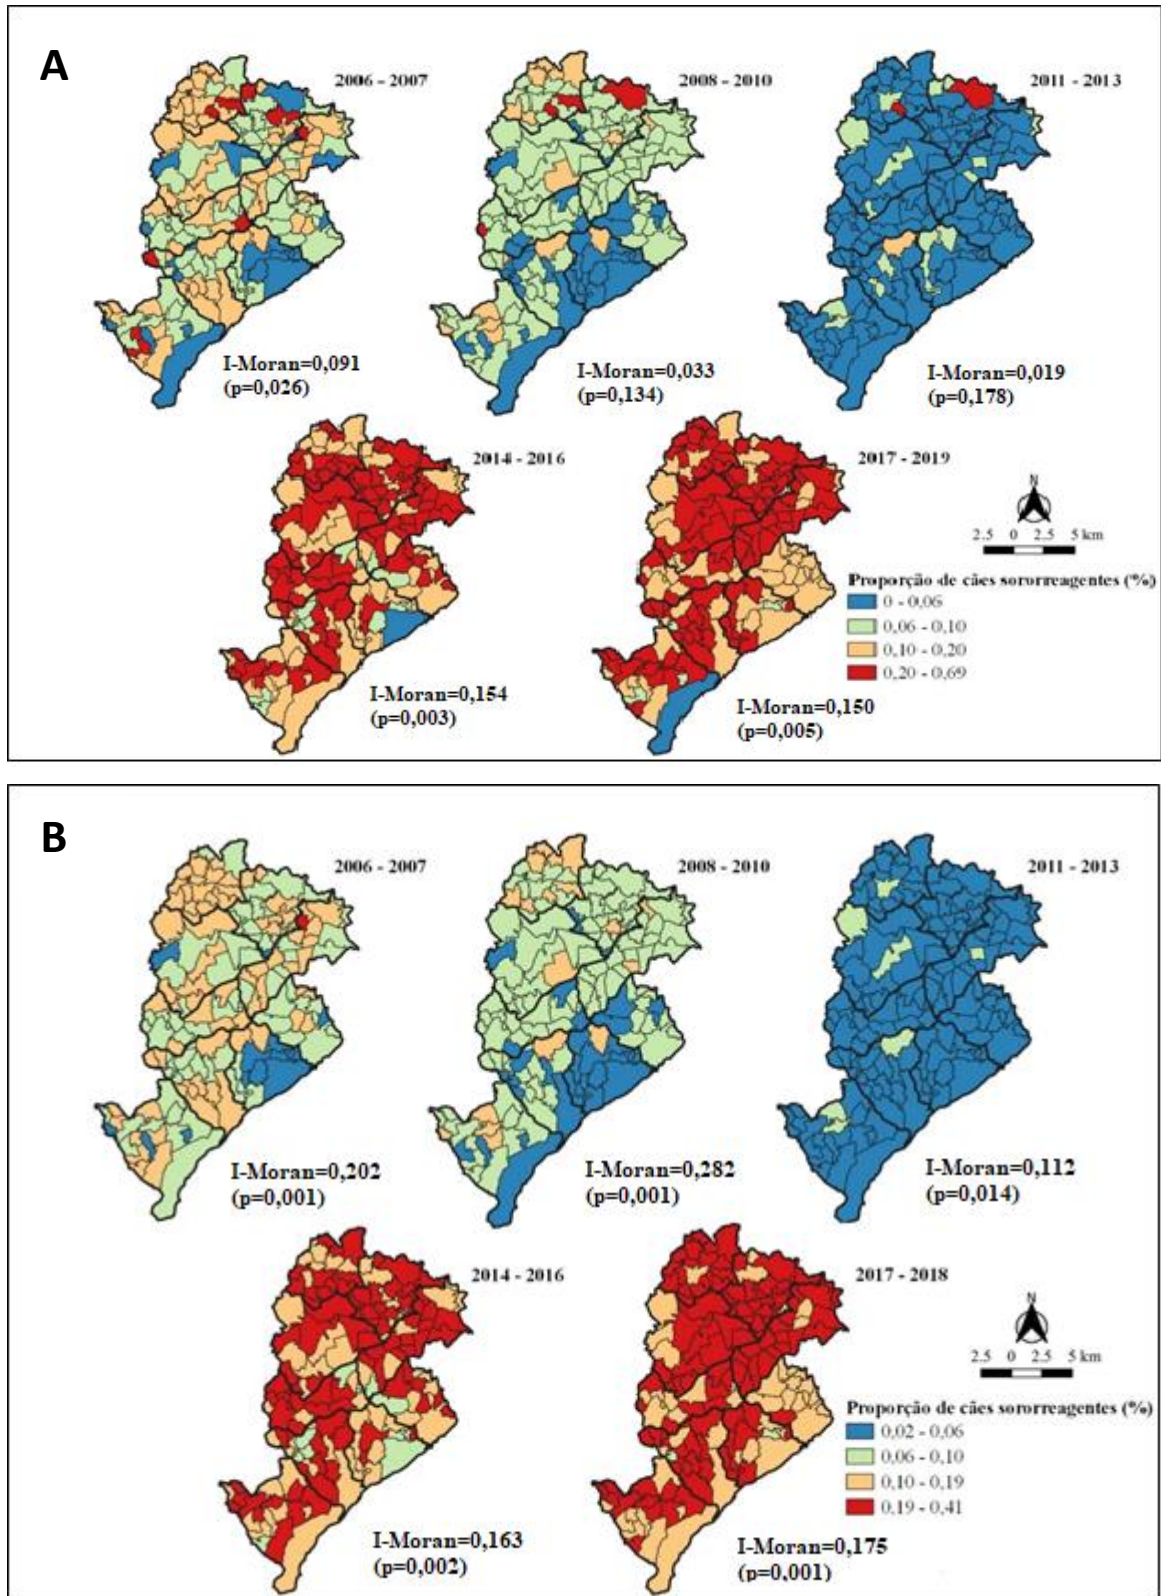 A
2006 - 2007
2008 - 2010
2011 - 2013
I-Moran=0,091
(p=0,026)
I-Moran=0,033
(p=0,134)
I-Moran=0,019
(p=0,178)
2014 - 2016
2017 - 2019
N
2.5 0 2.5 5 km
Proporção de cães sororreagentes (%)
0 - 0,06
0,06 - 0,10
0,10 - 0,20
0,20 - 0,69
I-Moran=0,154
(p=0,003)
I-Moran=0,150
(p=0,005)
B
2006 - 2007
2008 - 2010
2011 - 2013
I-Moran=0,202
(p=0,001)
I-Moran=0,282
(p=0,001)
I-Moran=0,112
(p=0,014)
2014 - 2016
2017 - 2018
N
2.5 0 2.5 5 km
Proporção de cães sororreagentes (%)
0,02 - 0,06
0,06 - 0,10
0,10 - 0,19
0,19 - 0,41
I-Moran=0,163
(p=0,002)
I-Moran=0,175
(p=0,001)